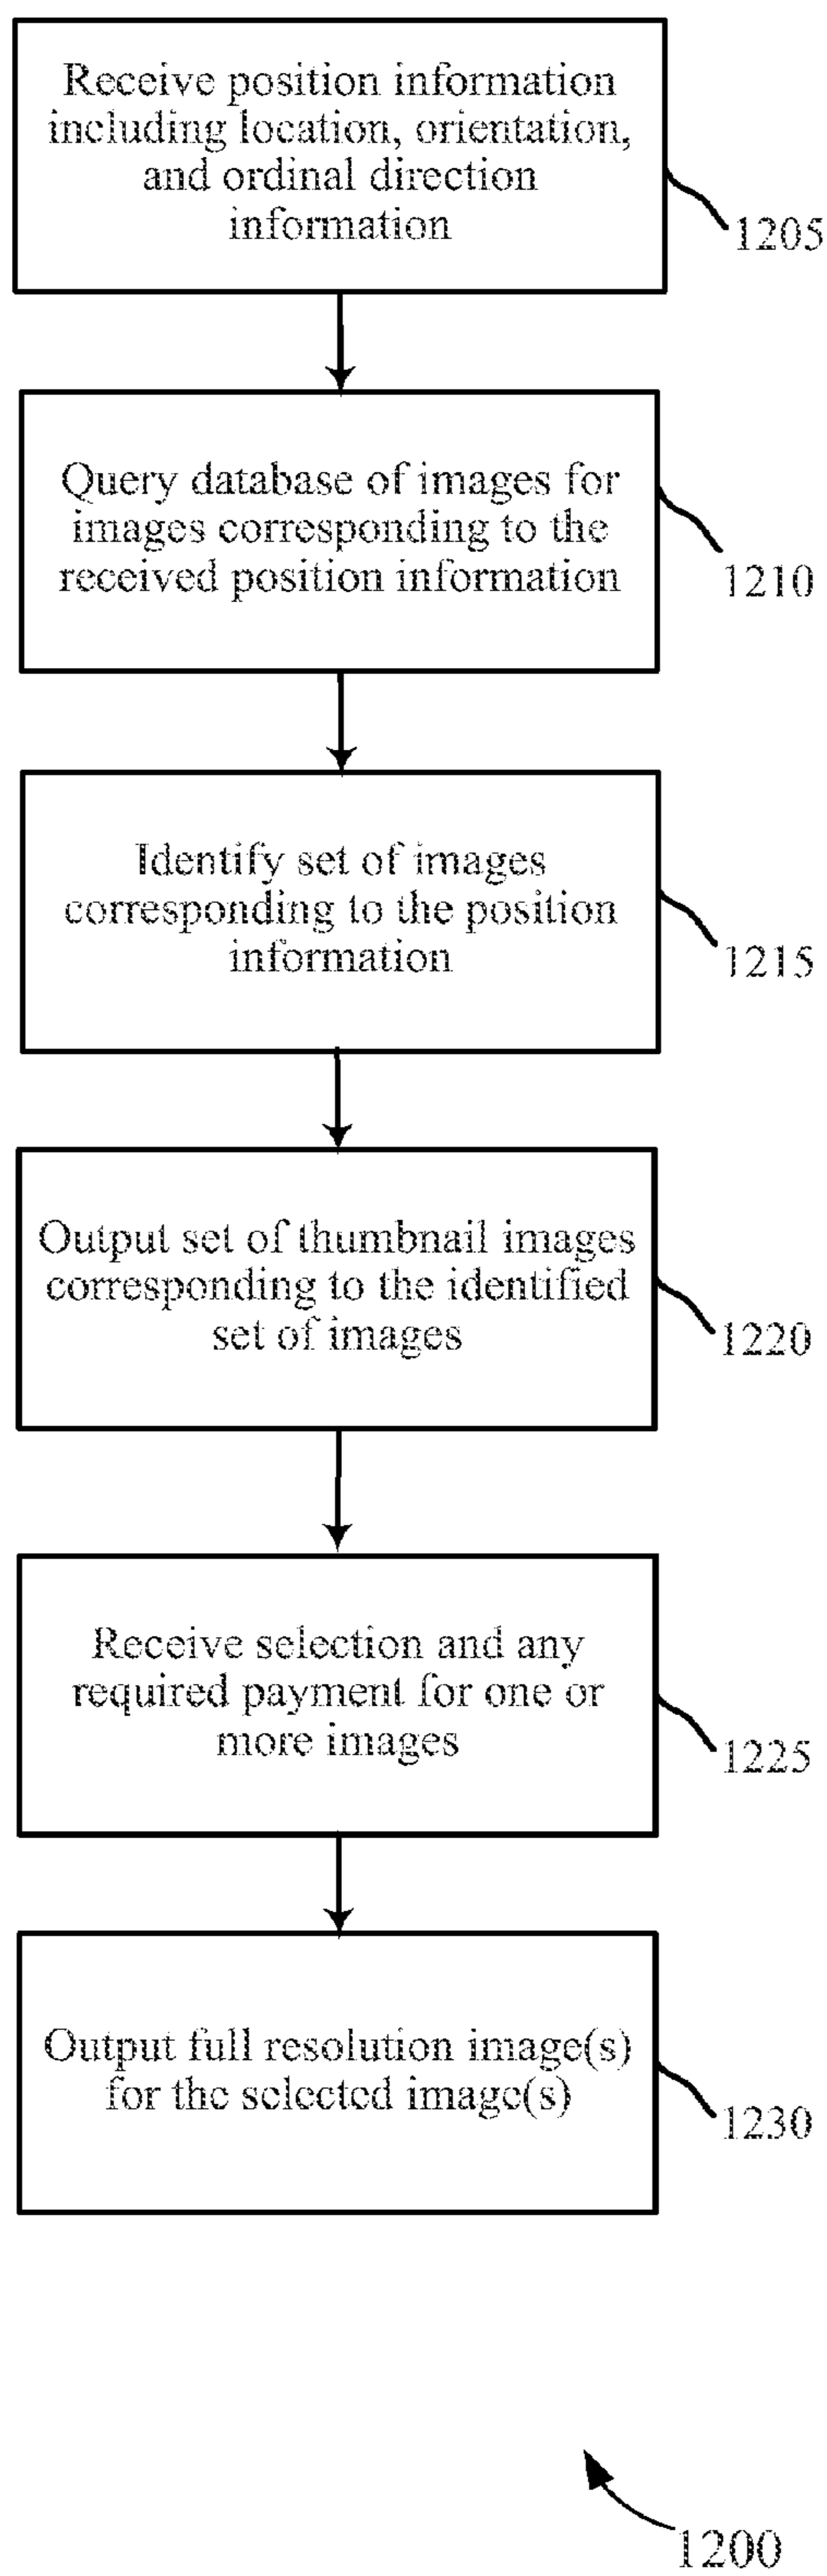 Receive position information
including location, orientation,
and ordinal direction
information
1205
Query database of images for
images corresponding to the
received position information
1210
Identify set of images
corresponding to the position
information
1215
Output set of thumbnail images
corresponding to the identified
set of images
1220
Receive selection and any
required payment for one or
more images
1225
Output full resolution image(s)
for the selected image(s)
1230
1200